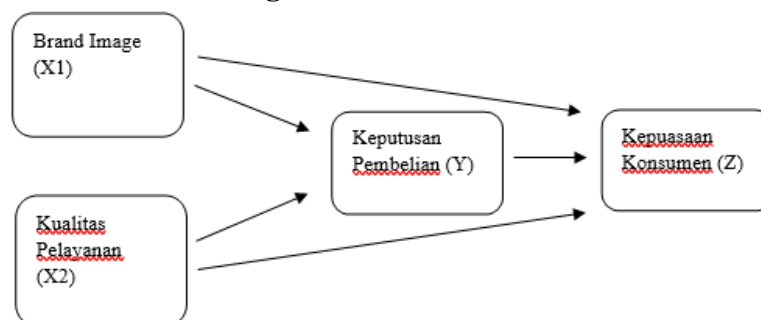 Brand Image
(X1)
Keputusan
Pembelian (Y)
Kepuasaan
Konsumen (Z)
Kualitas
Pelayanan
(X2)